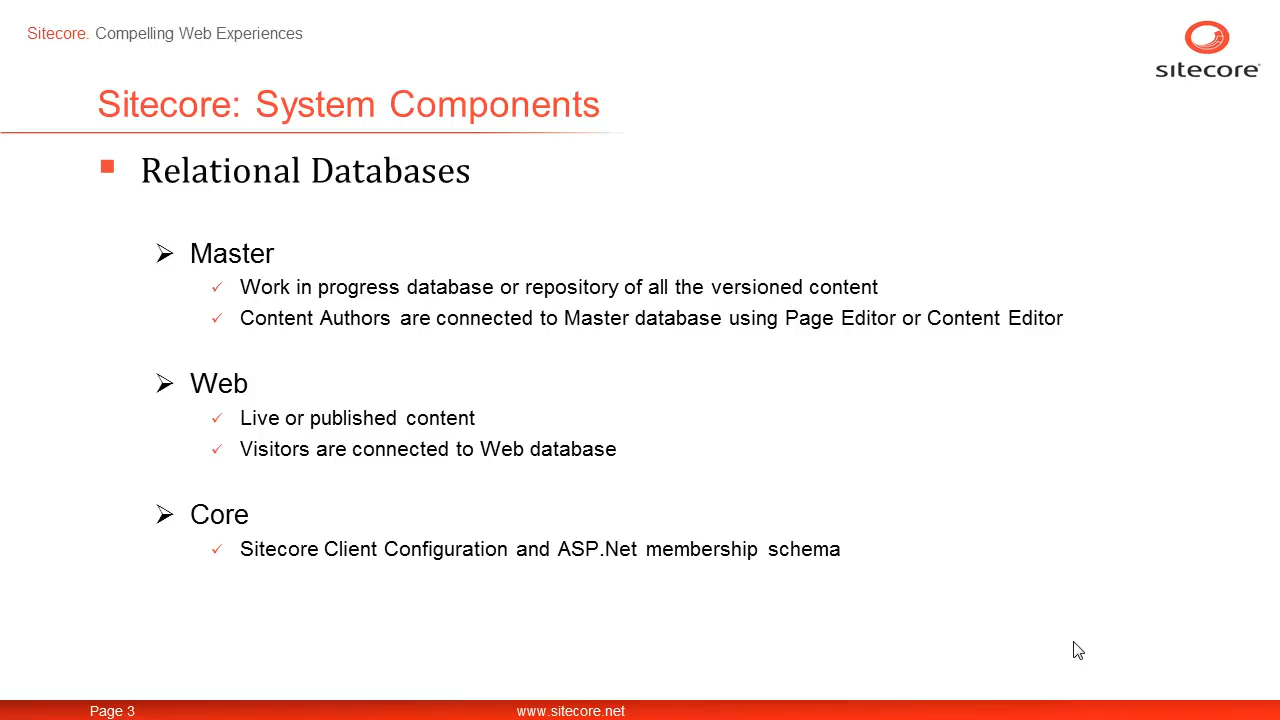 Sitecore. Compelling Web Experiences
sitecore
Sitecore: System Components
Relational Databases
Master
Work in progress database or repository of all the versioned content
Content Authors are connected to Master database using Page Editor or Content Editor
Web
Live or published content
Visitors are connected to Web database
Core
Sitecore Client Configuration and ASP.Net membership schema
Page 3
www.sitecore.net